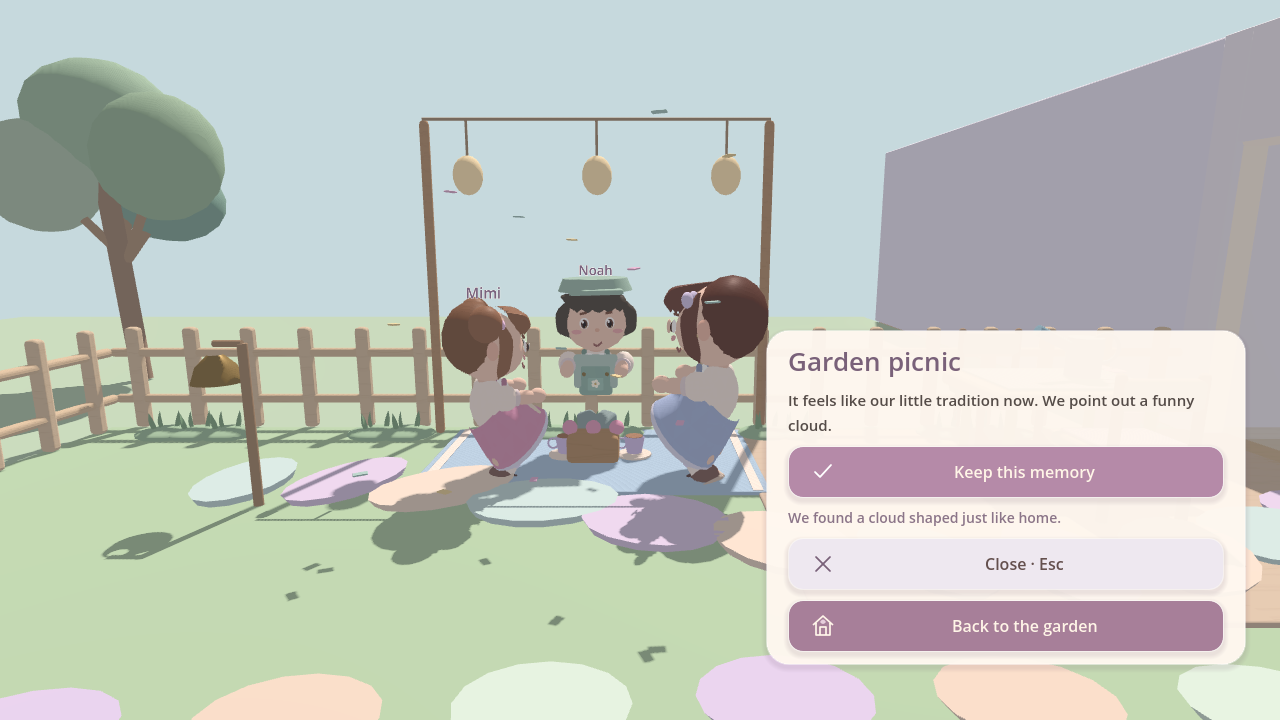 Noah
Mimi
Garden picnic
It feels like our little tradition now. We point out a funny
cloud.
Keep this memory
We found a cloud shaped just like home.
Close · Esc
Back to the garden